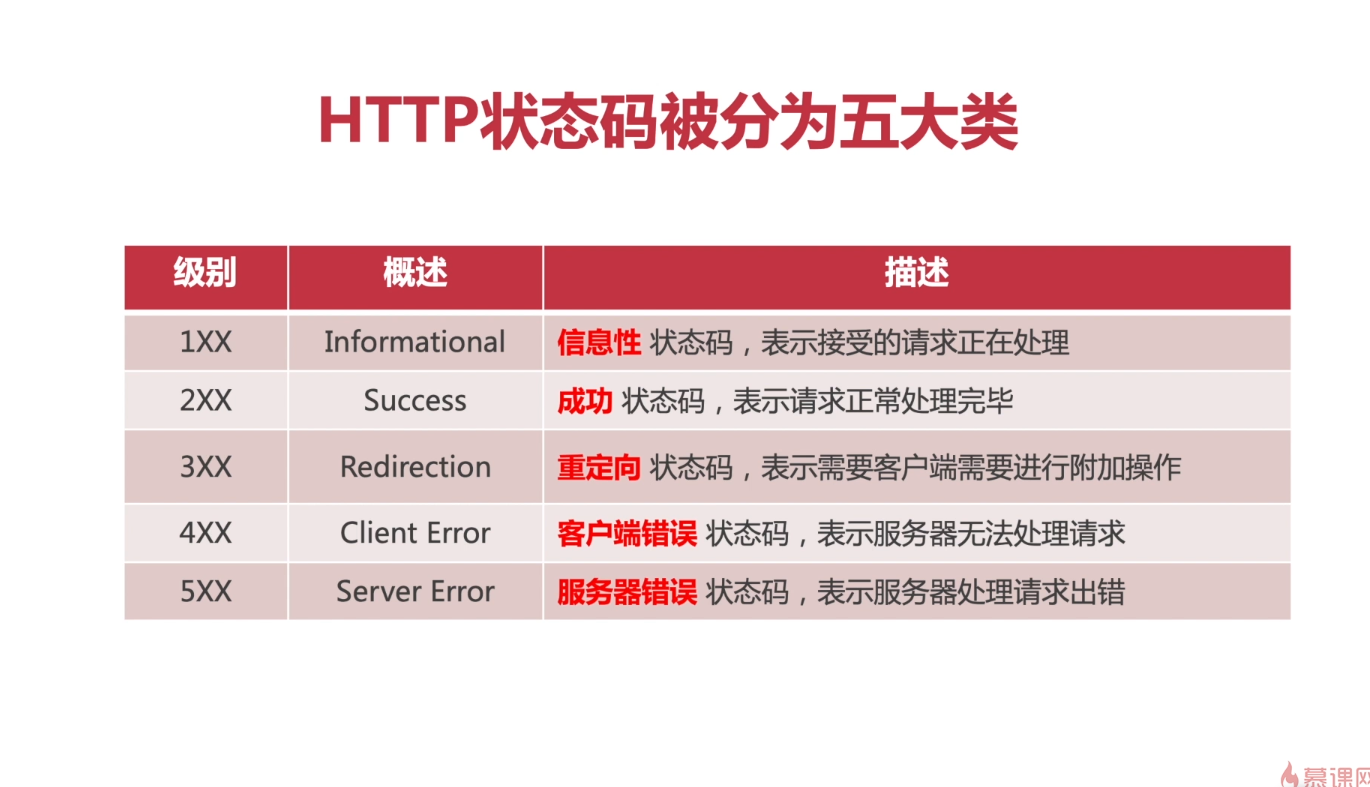 HTTP状态码被分为五大类
级别 概述 描述
1XX Informational 信息性 状态码，表示接受的请求正在处理
2XX Success 成功 状态码，表示请求正常处理完毕
3XX Redirection 重定向 状态码，表示需要客户端需要进行附加操作
4XX Client Error 客户端错误 状态码，表示服务器无法处理请求
5XX Server Error 服务器错误 状态码，表示服务器处理请求出错
慕课网